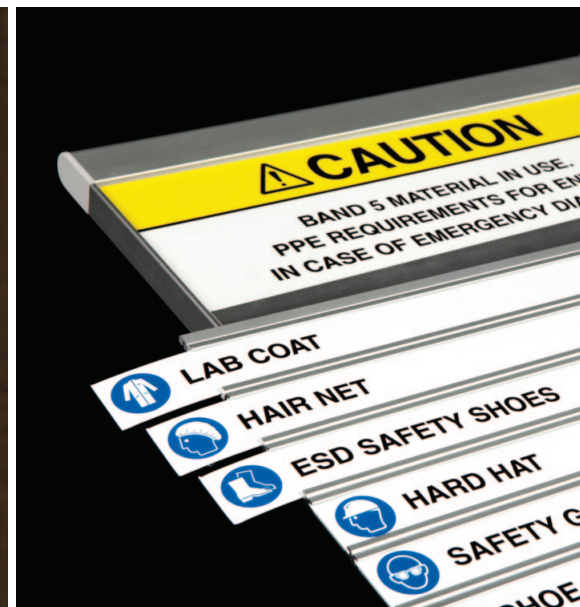 CAUTION
BAND 5 MATERIAL IN USE.
PPE REQUIREMENTS FOR
IN CASE OF EMERGENCY
LAB COAT
HAIR NET
ESD SAFETY SHOES
HARD HAT
SAFETY